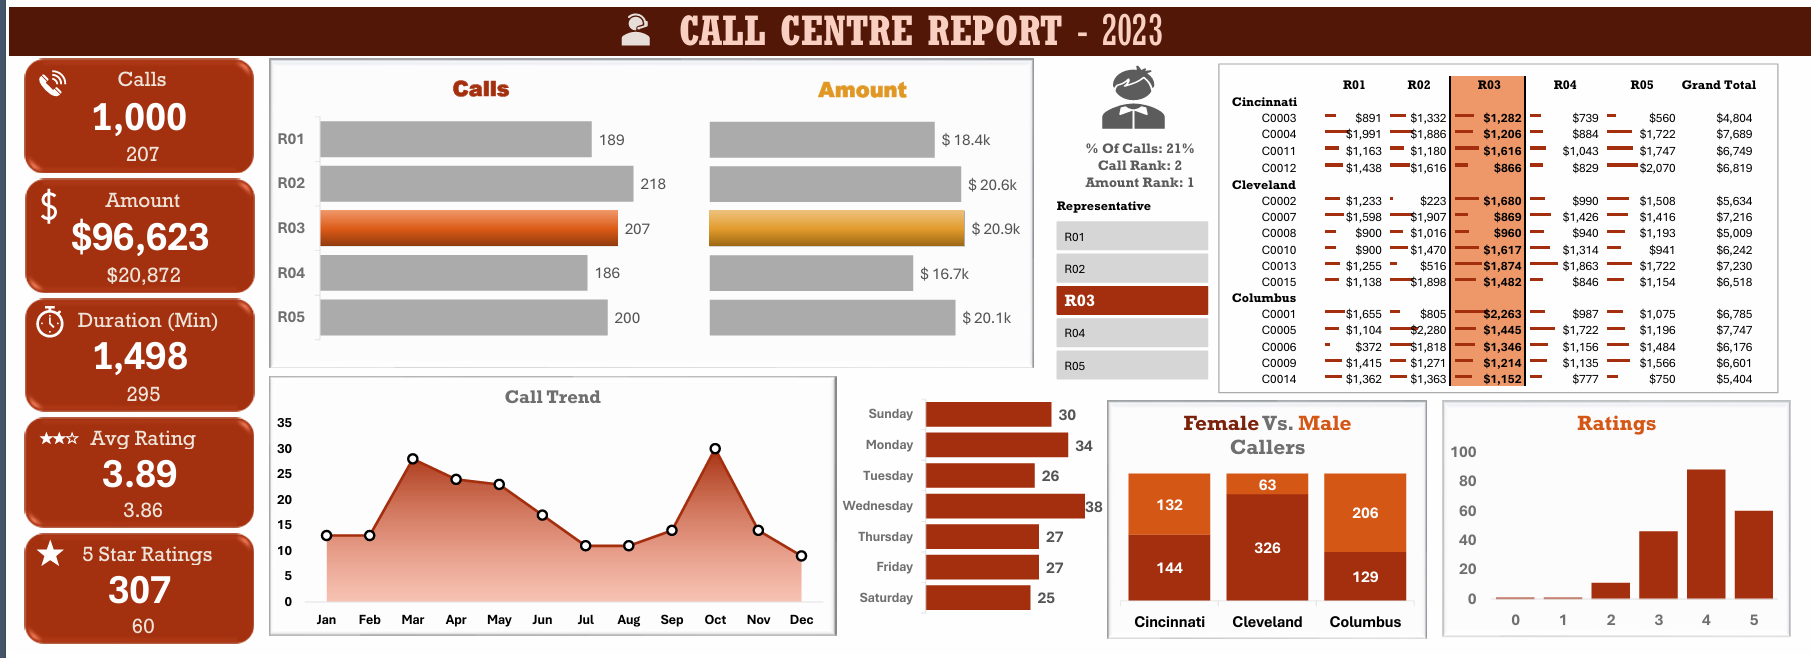 CALL CENTRE REPORT - 2023
Calls
1,000
207
Amount
$96,623
$20,872
Duration (Min)
1,498
295
Avg Rating
3.89
3.86
5 Star Ratings
307
60
Calls
R01 189
R02 218
R03 207
R04 186
R05 200
Amount
$ 18.4k
$ 20.6k
$ 20.9k
$ 16.7k
$ 20.1k
% Of Calls: 21%
Call Rank: 2
Amount Rank: 1
Representative
R01
R02
R03
R04
R05
R01 R02 R03 R04 R05 Grand Total
Cincinnati
C0003 $891 $1,332 $1,282 $739 $560 $4,804
C0004 $1,991 $1,886 $1,206 $884 $1,722 $7,689
C0011 $1,163 $1,180 $1,616 $1,043 $1,747 $6,749
C0012 $1,438 $1,616 $866 $829 $2,070 $6,819
Cleveland
C0002 $1,233 $223 $1,680 $990 $1,508 $5,634
C0007 $1,598 $1,907 $869 $1,426 $1,416 $7,216
C0008 $900 $1,016 $960 $940 $1,193 $5,009
C0010 $900 $1,470 $1,617 $1,314 $941 $6,242
C0013 $1,255 $516 $1,874 $1,863 $1,722 $7,230
C0015 $1,138 $1,898 $1,482 $846 $1,154 $6,518
Columbus
C0001 $1,655 $805 $2,263 $987 $1,075 $6,785
C0005 $1,104 $2,280 $1,445 $1,722 $1,196 $7,747
C0006 $372 $1,818 $1,346 $1,156 $1,484 $6,176
C0009 $1,415 $1,271 $1,214 $1,135 $1,566 $6,601
C0014 $1,362 $1,363 $1,152 $777 $750 $5,404
Call Trend
35
30
25
20
15
10
5
0
Jan Feb Mar Apr May Jun Jul Aug Sep Oct Nov Dec
Sunday 30
Monday 34
Tuesday 26
Wednesday 38
Thursday 27
Friday 27
Saturday 25
Female Vs. Male
Callers
132 63 206
144 326 129
Cincinnati Cleveland Columbus
Ratings
100
80
60
40
20
0
0 1 2 3 4 5